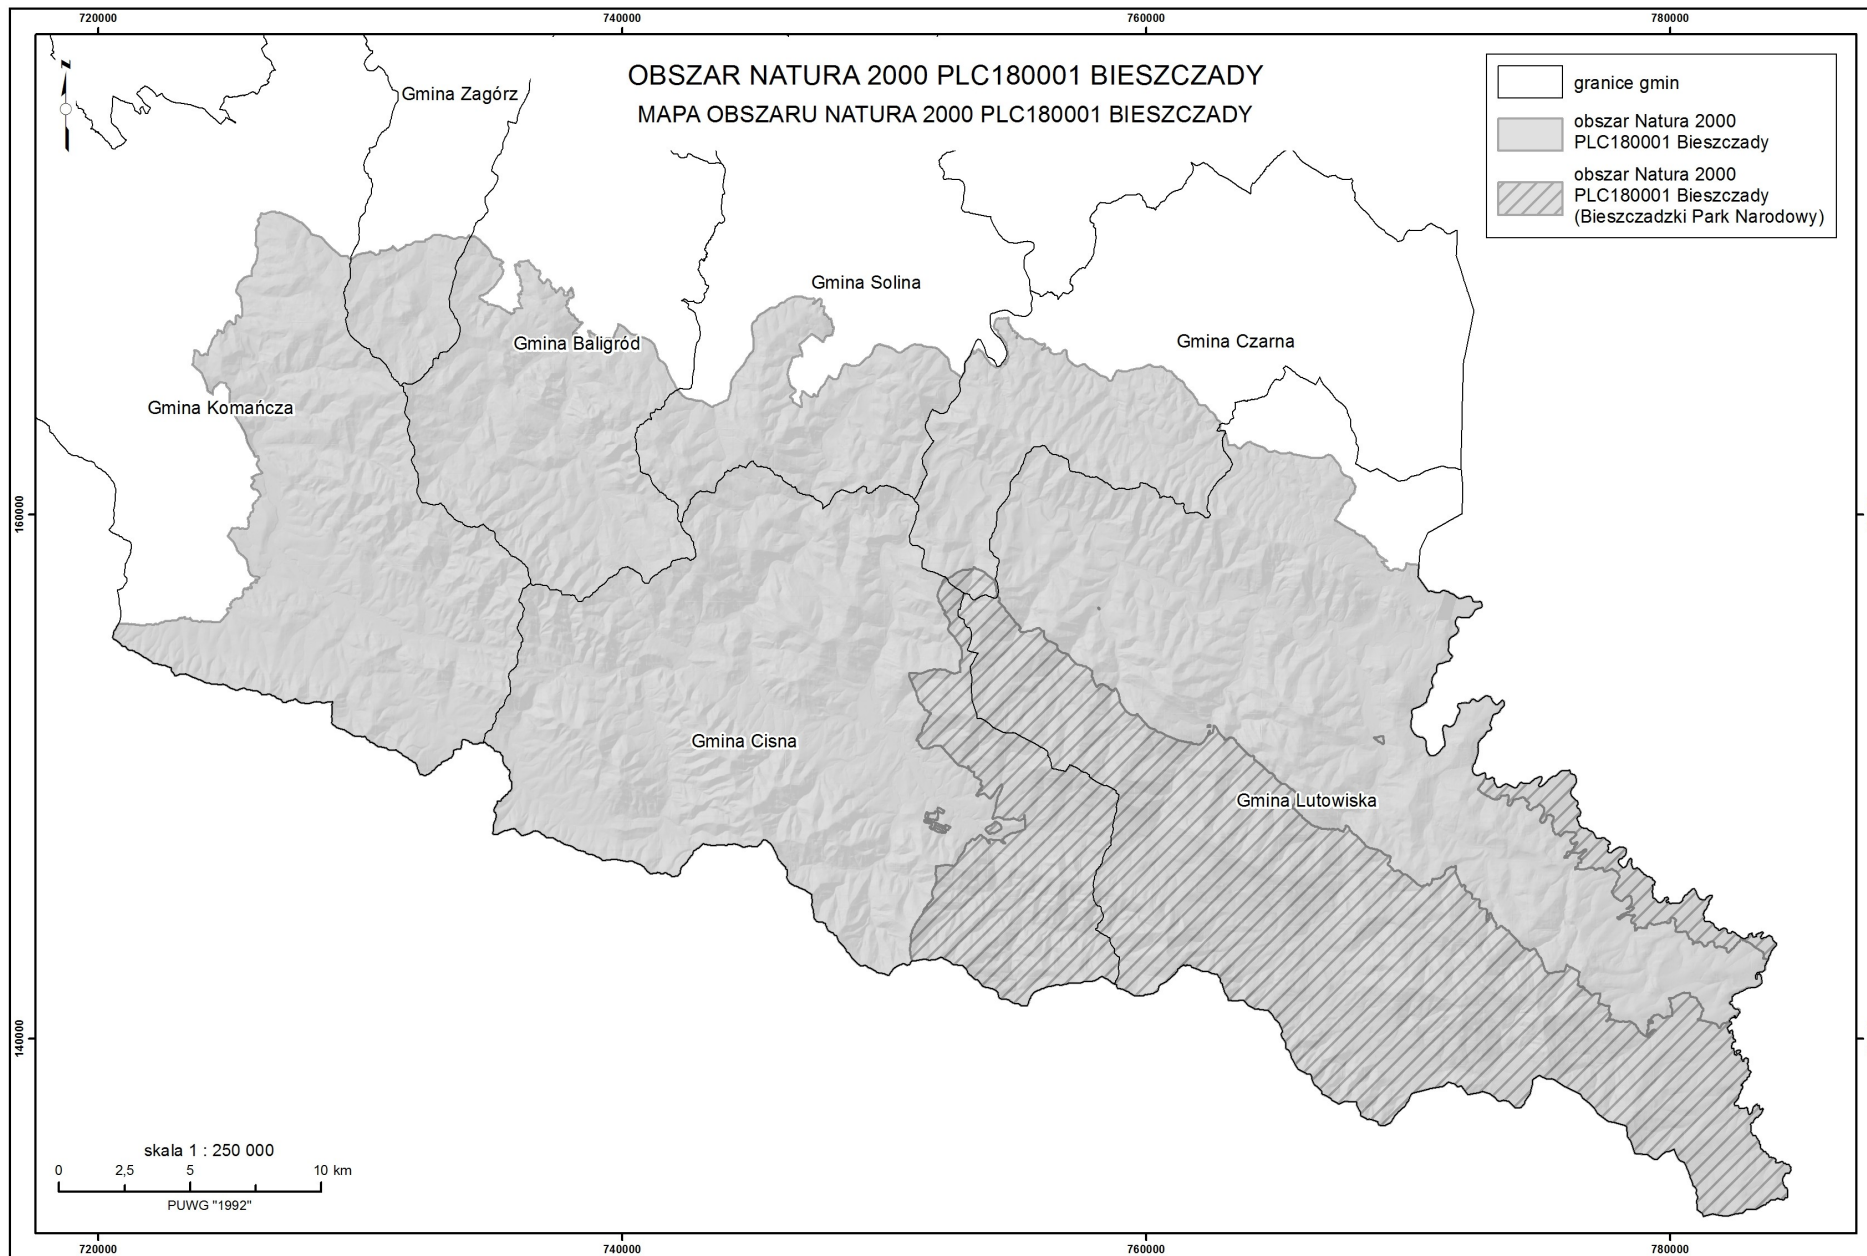 720000
740000
760000
780000
OBSZAR NATURA 2000 PLC180001 BIESZCZADY
MAPA OBSZARU NATURA 2000 PLC180001 BIESZCZADY
granice gmin
obszar Natura 2000
PLC180001 Bieszczady
obszar Natura 2000
PLC180001 Bieszczady
(Bieszczadzki Park Narodowy)
z
Gmina Zagórz
Gmina Solina
Gmina Czarna
Gmina Baligród
Gmina Komańcza
160000
160000
Gmina Cisna
Gmina Lutowiska
140000
140000
skala 1 : 250 000
0 2,5 5 10 km
PUWG "1992"
720000
740000
760000
780000